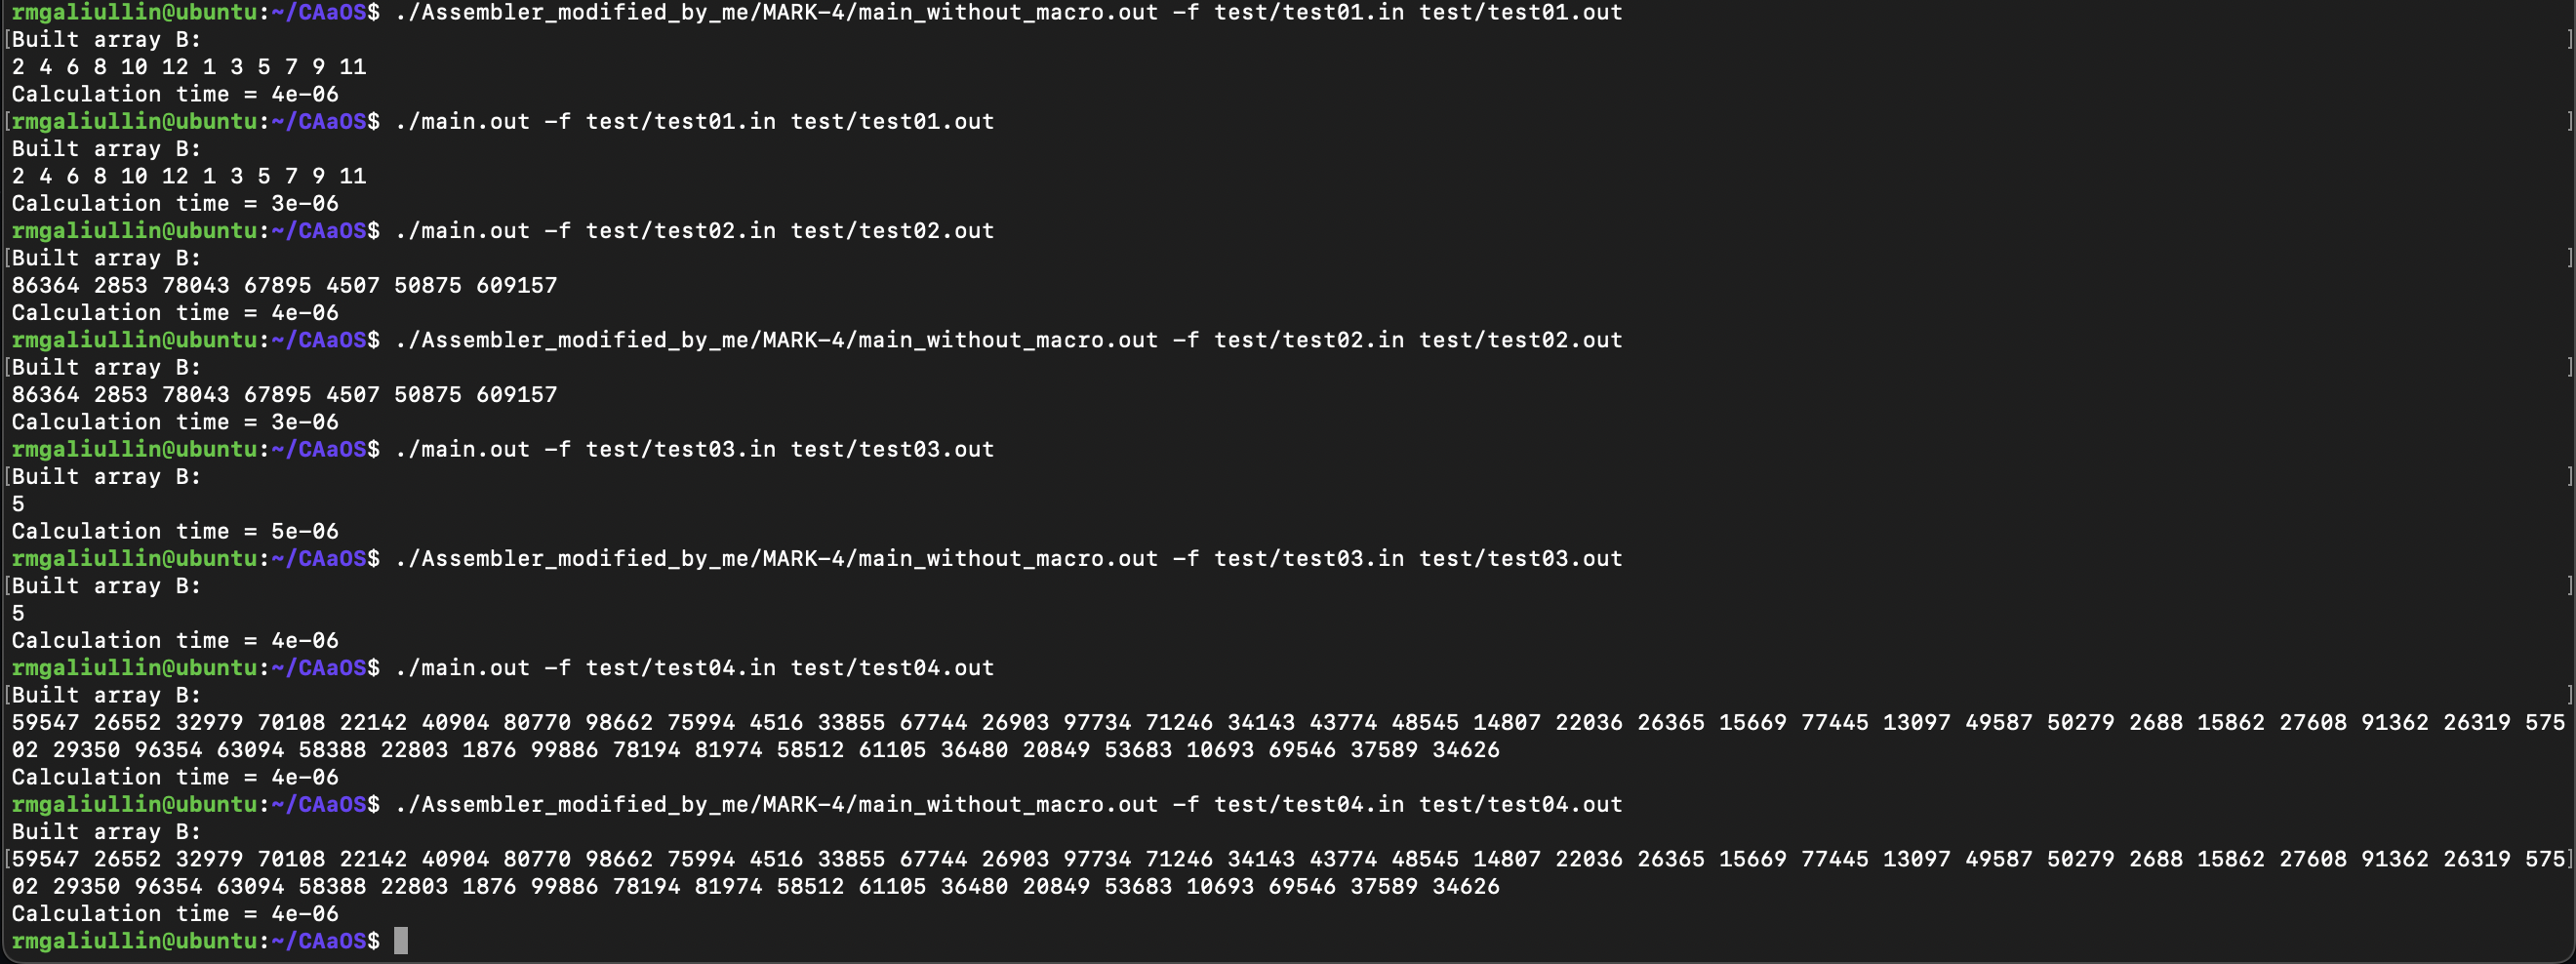 rmgaliullin@ubuntu:~/CAaOS$ ./Assembler_modified_by_me/MARK-4/main_without_macro.out -f test/test01.in test/test01.out
[Built array B: ]
2 4 6 8 10 12 1 3 5 7 9 11
Calculation time = 4e-06
[rmgaliullin@ubuntu:~/CAaOS$ ./main.out -f test/test01.in test/test01.out ]
Built array B:
2 4 6 8 10 12 1 3 5 7 9 11
Calculation time = 3e-06
rmgaliullin@ubuntu:~/CAaOS$ ./main.out -f test/test02.in test/test02.out
[Built array B: ]
86364 2853 78043 67895 4507 50875 609157
Calculation time = 4e-06
rmgaliullin@ubuntu:~/CAaOS$ ./Assembler_modified_by_me/MARK-4/main_without_macro.out -f test/test02.in test/test02.out
[Built array B: ]
86364 2853 78043 67895 4507 50875 609157
Calculation time = 3e-06
rmgaliullin@ubuntu:~/CAaOS$ ./main.out -f test/test03.in test/test03.out
[Built array B: ]
5
Calculation time = 5e-06
rmgaliullin@ubuntu:~/CAaOS$ ./Assembler_modified_by_me/MARK-4/main_without_macro.out -f test/test03.in test/test03.out
[Built array B: ]
5
Calculation time = 4e-06
rmgaliullin@ubuntu:~/CAaOS$ ./main.out -f test/test04.in test/test04.out
[Built array B: ]
59547 26552 32979 70108 22142 40904 80770 98662 75994 4516 33855 67744 26903 97734 71246 34143 43774 48545 14807 22036 26365 15669 77445 13097 49587 50279 2688 15862 27608 91362 26319 575
02 29350 96354 63094 58388 22803 1876 99886 78194 81974 58512 61105 36480 20849 53683 10693 69546 37589 34626
Calculation time = 4e-06
rmgaliullin@ubuntu:~/CAaOS$ ./Assembler_modified_by_me/MARK-4/main_without_macro.out -f test/test04.in test/test04.out
Built array B:
[59547 26552 32979 70108 22142 40904 80770 98662 75994 4516 33855 67744 26903 97734 71246 34143 43774 48545 14807 22036 26365 15669 77445 13097 49587 50279 2688 15862 27608 91362 26319 575]
02 29350 96354 63094 58388 22803 1876 99886 78194 81974 58512 61105 36480 20849 53683 10693 69546 37589 34626
Calculation time = 4e-06
rmgaliullin@ubuntu:~/CAaOS$